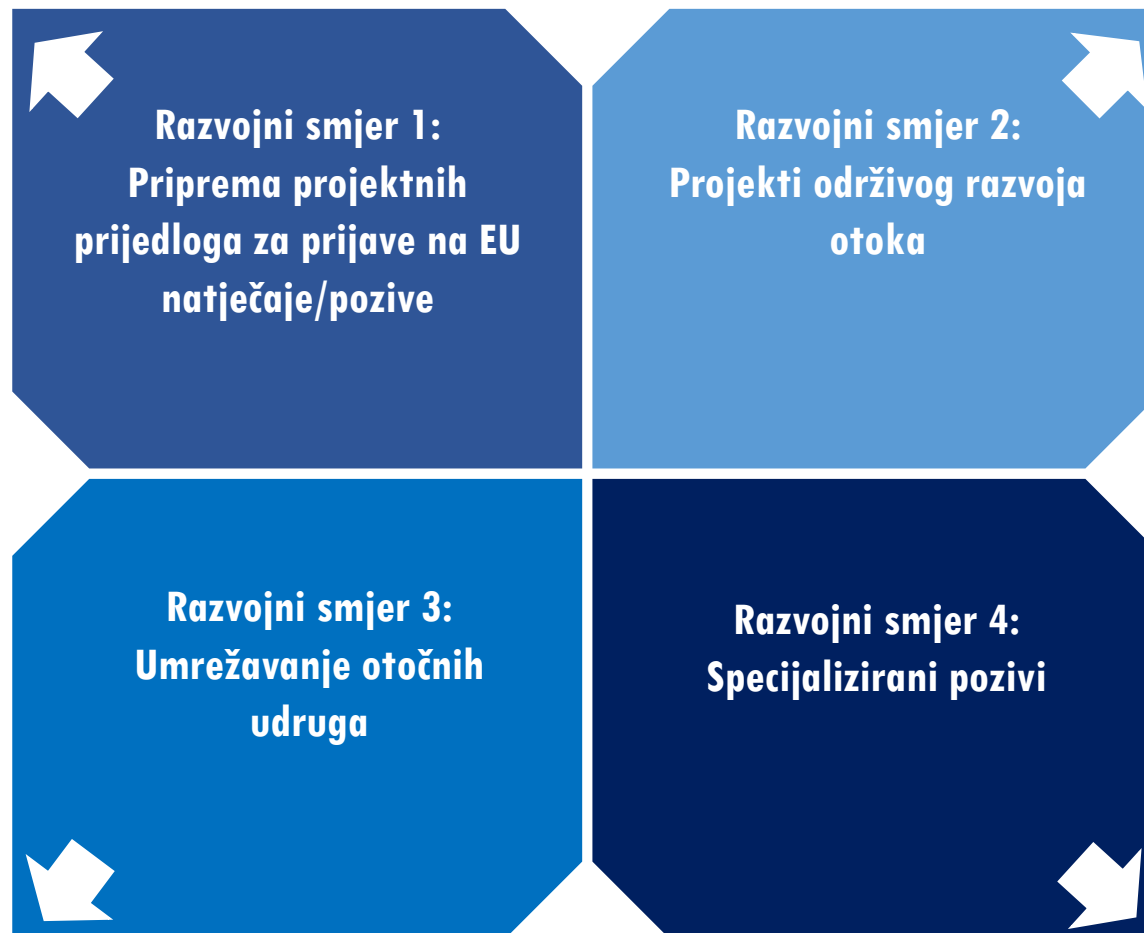 Razvojni smjer 1:
Priprema projektnih
prijedloga za prijave na EU
natječaje/pozive
Razvojni smjer 2:
Projekti održivog razvoja
otoka
Razvojni smjer 3:
Umrežavanje otočnih
udruga
Razvojni smjer 4:
Specijalizirani pozivi